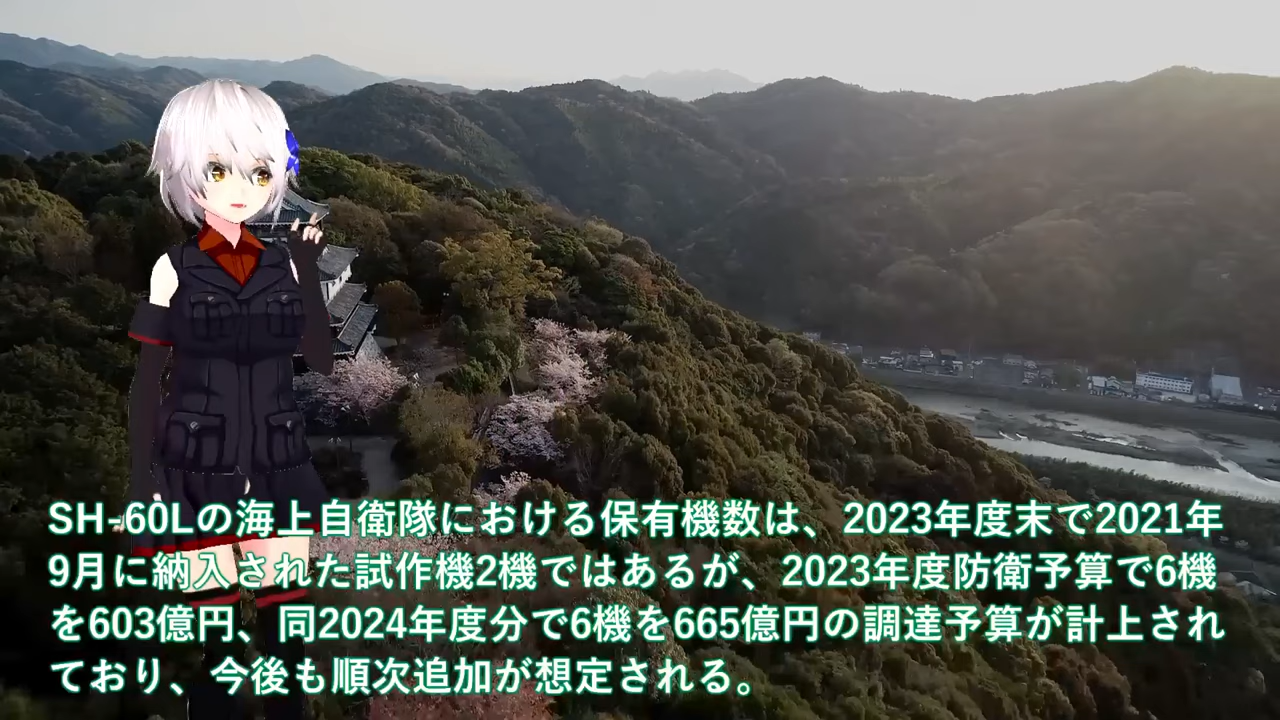 SH-60Lの海上自衛隊における保有機数は、2023年度末で2021年
9月に納入された試作機2機ではあるが、2023年度防衛予算で6機
を603億円、同2024年度分で6機を665億円の調達予算が計上され
ており、今後も順次追加が想定される。